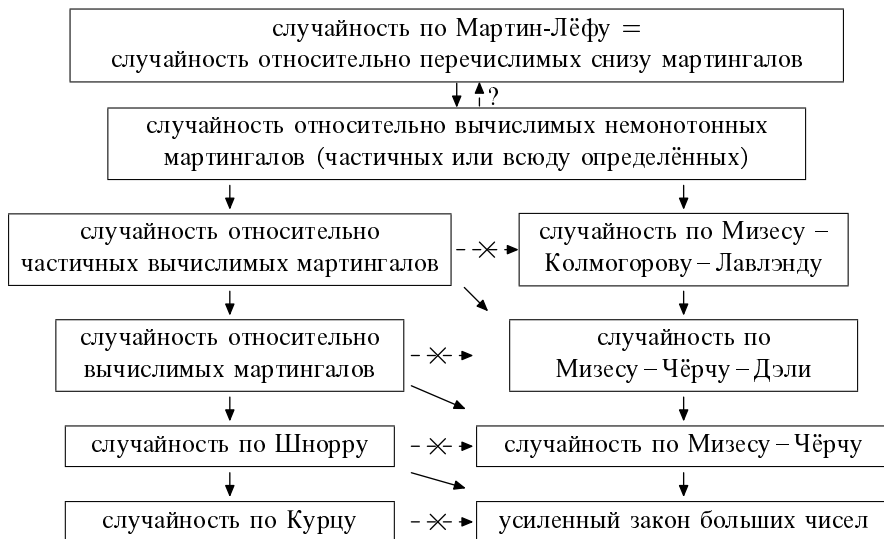 случайность по Мартин-Лёфу =
случайность относительно перечислимых снизу мартингалов
?
случайность относительно вычислимых немонотонных
мартингалов (частичных или всюду определённых)
случайность относительно
частичных вычислимых мартингалов
случайность по Мизесу –
Колмогорову – Лавлэнду
случайность относительно
вычислимых мартингалов
случайность по
Мизесу – Чёрчу – Дэли
случайность по Шнорру
случайность по Мизесу – Чёрчу
случайность по Курцу
усиленный закон больших чисел